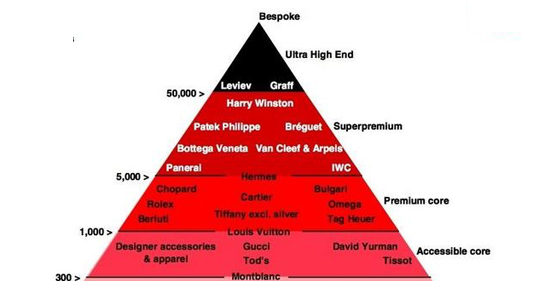 Bespoke
Ultra High End
Leviev Graff
50,000 >
Harry Winston
Patek Philippe Bréguet Superpremium
Bottega Veneta Van Cleef & Arpels
Panerai IWC
5,000 > Hermes
Chopard Cartier Bulgari
Rolex Omega Premium core
Berluti Tiffany excl. silver Tag Heuer
1,000 > Louis Vuitton
Designer accessories Gucci David Yurman Accessible core
& apparel Tod's Tissot
300 > Montblanc